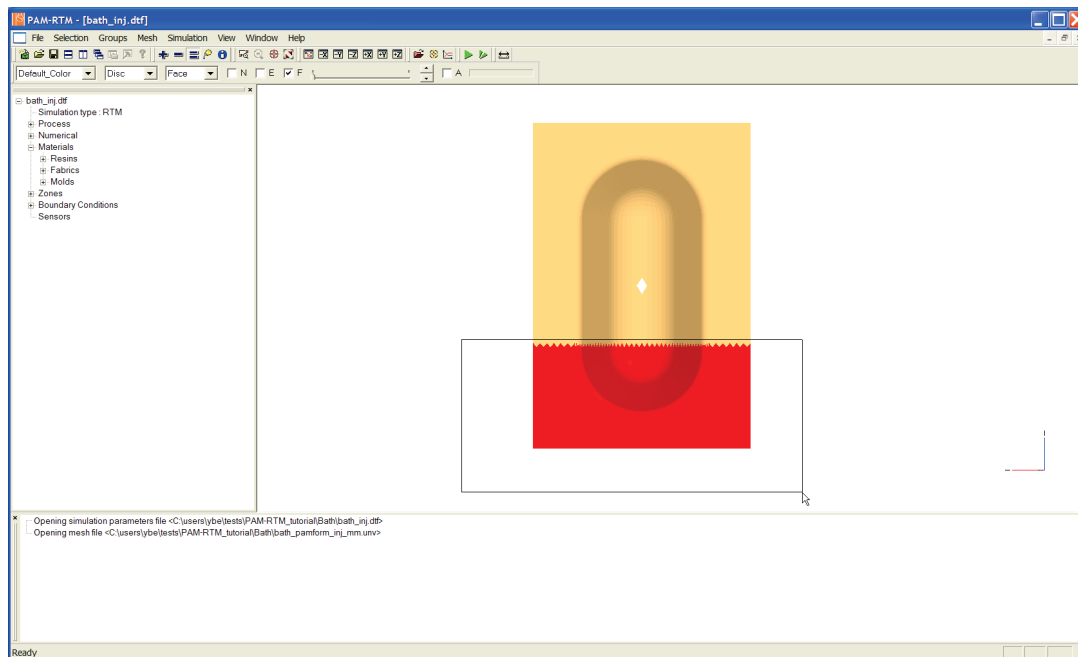 PAM-RTM - [bath_inj.dtf]
File Selection Groups Mesh Simulation View Window Help
Default_Color Disc Face N E F A
bath_inj.dtf
Simulation type : RTM
Process
Numerical
Materials
Resins
Fabrics
Molds
Zones
Boundary Conditions
Sensors
Opening simulation parameters file <C:\users\ybe\tests\PAM-RTM_tutorial\Bath\bath_inj.dtf>
Opening mesh file <C:\users\ybe\tests\PAM-RTM_tutorial\Bath\bath_pamform_inj_mm.unv>
Ready